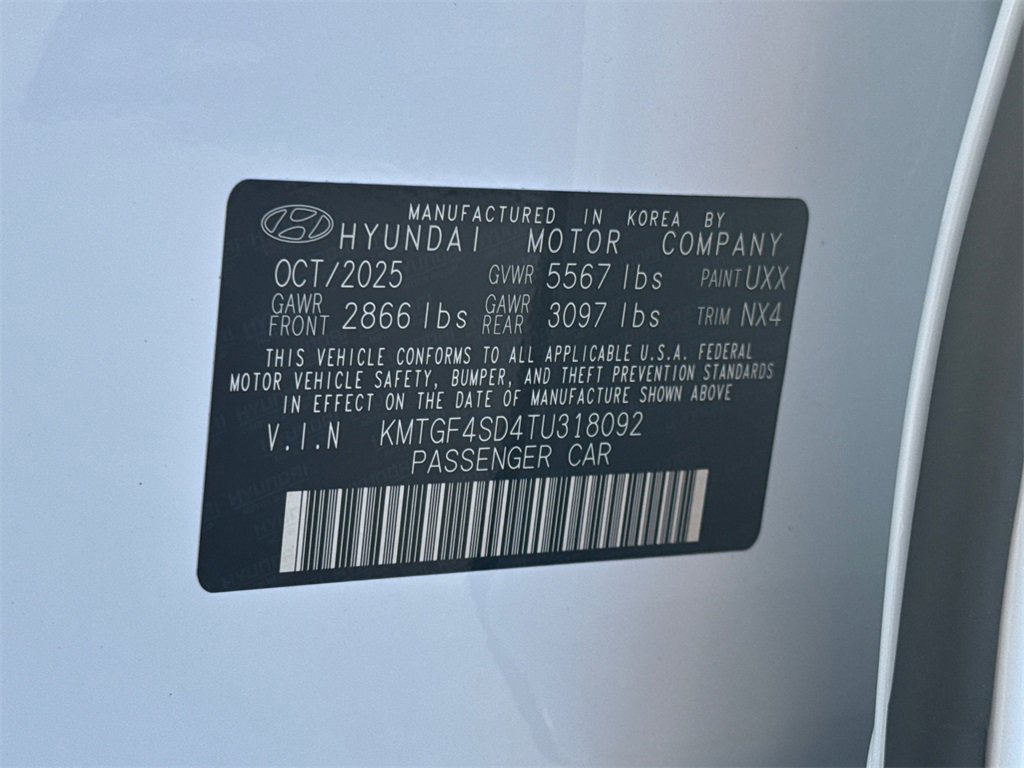 MANUFACTURED IN KOREA BY
HYUNDAI MOTOR COMPANY
OCT/2025 GVWR 5567 lbs PAINT UXX
GAWR FRONT 2866 lbs GAWR REAR 3097 lbs TRIM NX4
THIS VEHICLE CONFORMS TO ALL APPLICABLE U.S.A. FEDERAL
MOTOR VEHICLE SAFETY, BUMPER, AND THEFT PREVENTION STANDARDS
IN EFFECT ON THE DATE OF MANUFACTURE SHOWN ABOVE
V.I.N KMTGF4SD4TU318092
PASSENGER CAR